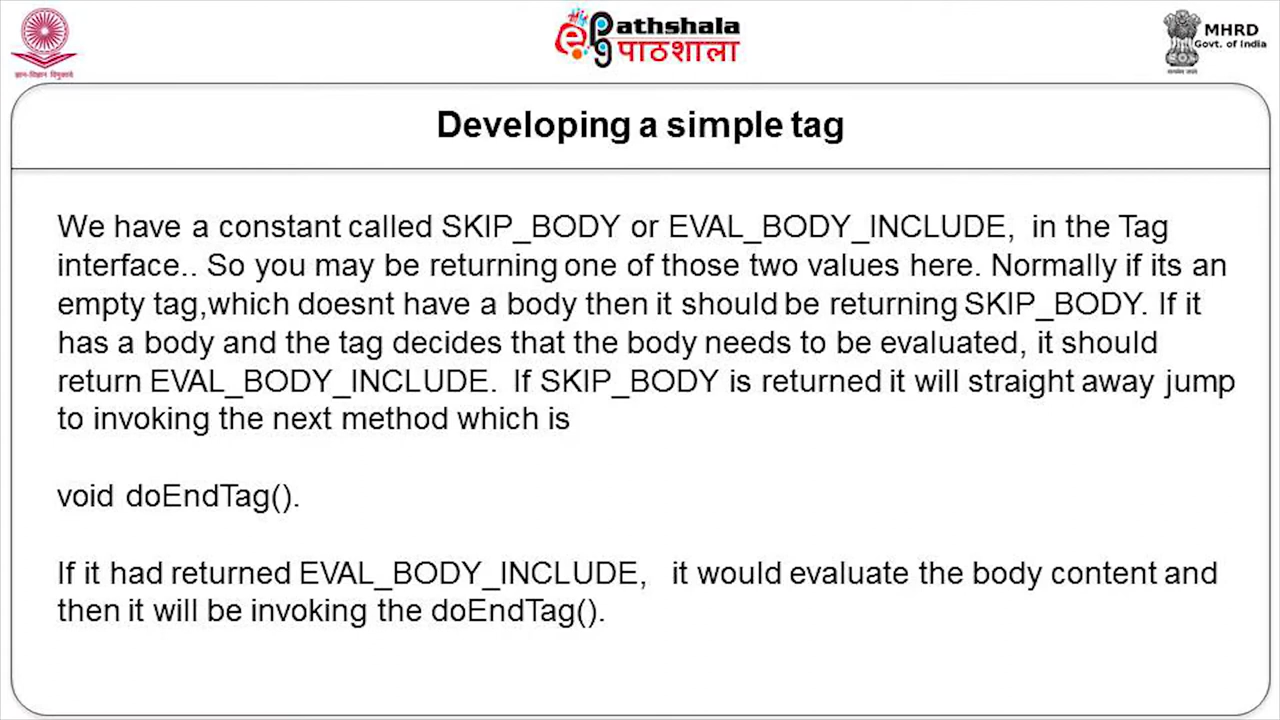 ज्ञान-विज्ञान विमुक्तये
Pathshala
पाठशाला
MHRD
Govt. of India
सत्यमेव जयते
Developing a simple tag
We have a constant called SKIP_BODY or EVAL_BODY_INCLUDE, in the Tag
interface.. So you may be returning one of those two values here. Normally if its an
empty tag,which doesnt have a body then it should be returning SKIP_BODY. If it
has a body and the tag decides that the body needs to be evaluated, it should
return EVAL_BODY_INCLUDE. If SKIP_BODY is returned it will straight away jump
to invoking the next method which is
void doEndTag().
If it had returned EVAL_BODY_INCLUDE, it would evaluate the body content and
then it will be invoking the doEndTag().